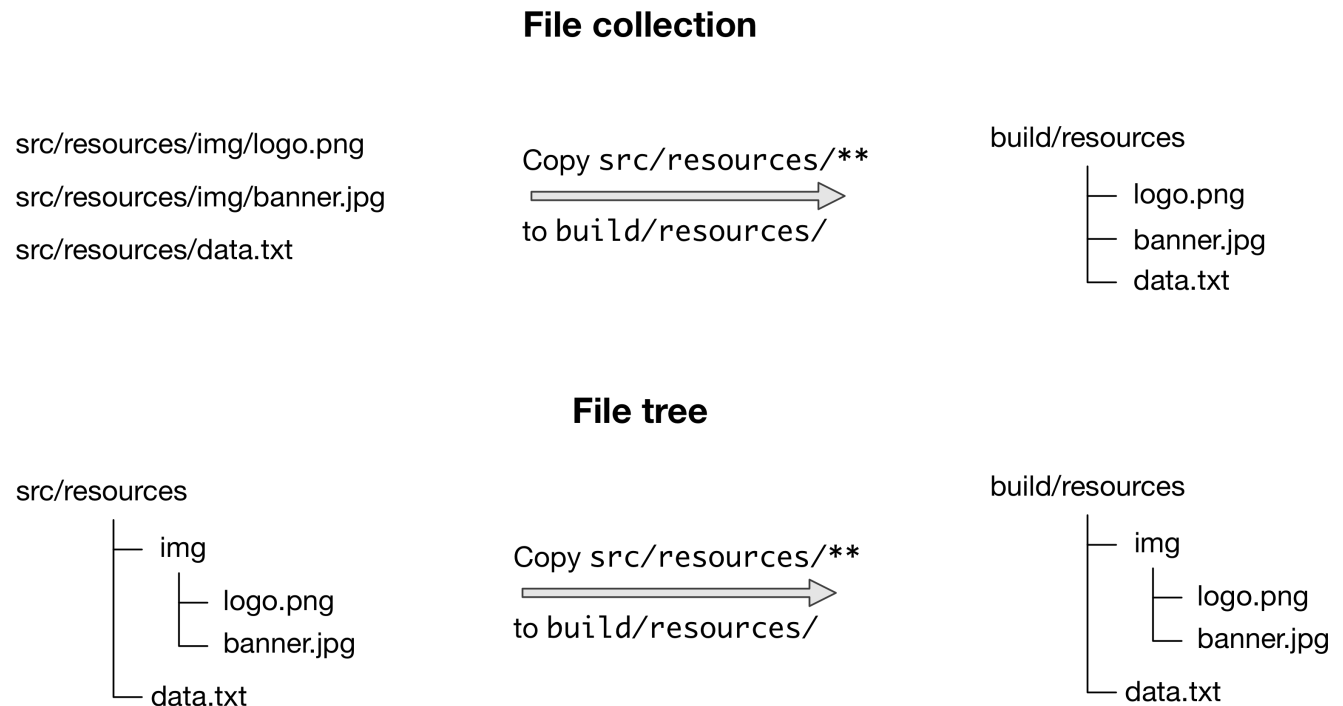 File collection
src/resources/img/logo.png
src/resources/img/banner.jpg
src/resources/data.txt
Copy src/resources/**
to build/resources/
build/resources
logo.png
banner.jpg
data.txt
File tree
src/resources
img
logo.png
banner.jpg
data.txt
Copy src/resources/**
to build/resources/
build/resources
img
logo.png
banner.jpg
data.txt